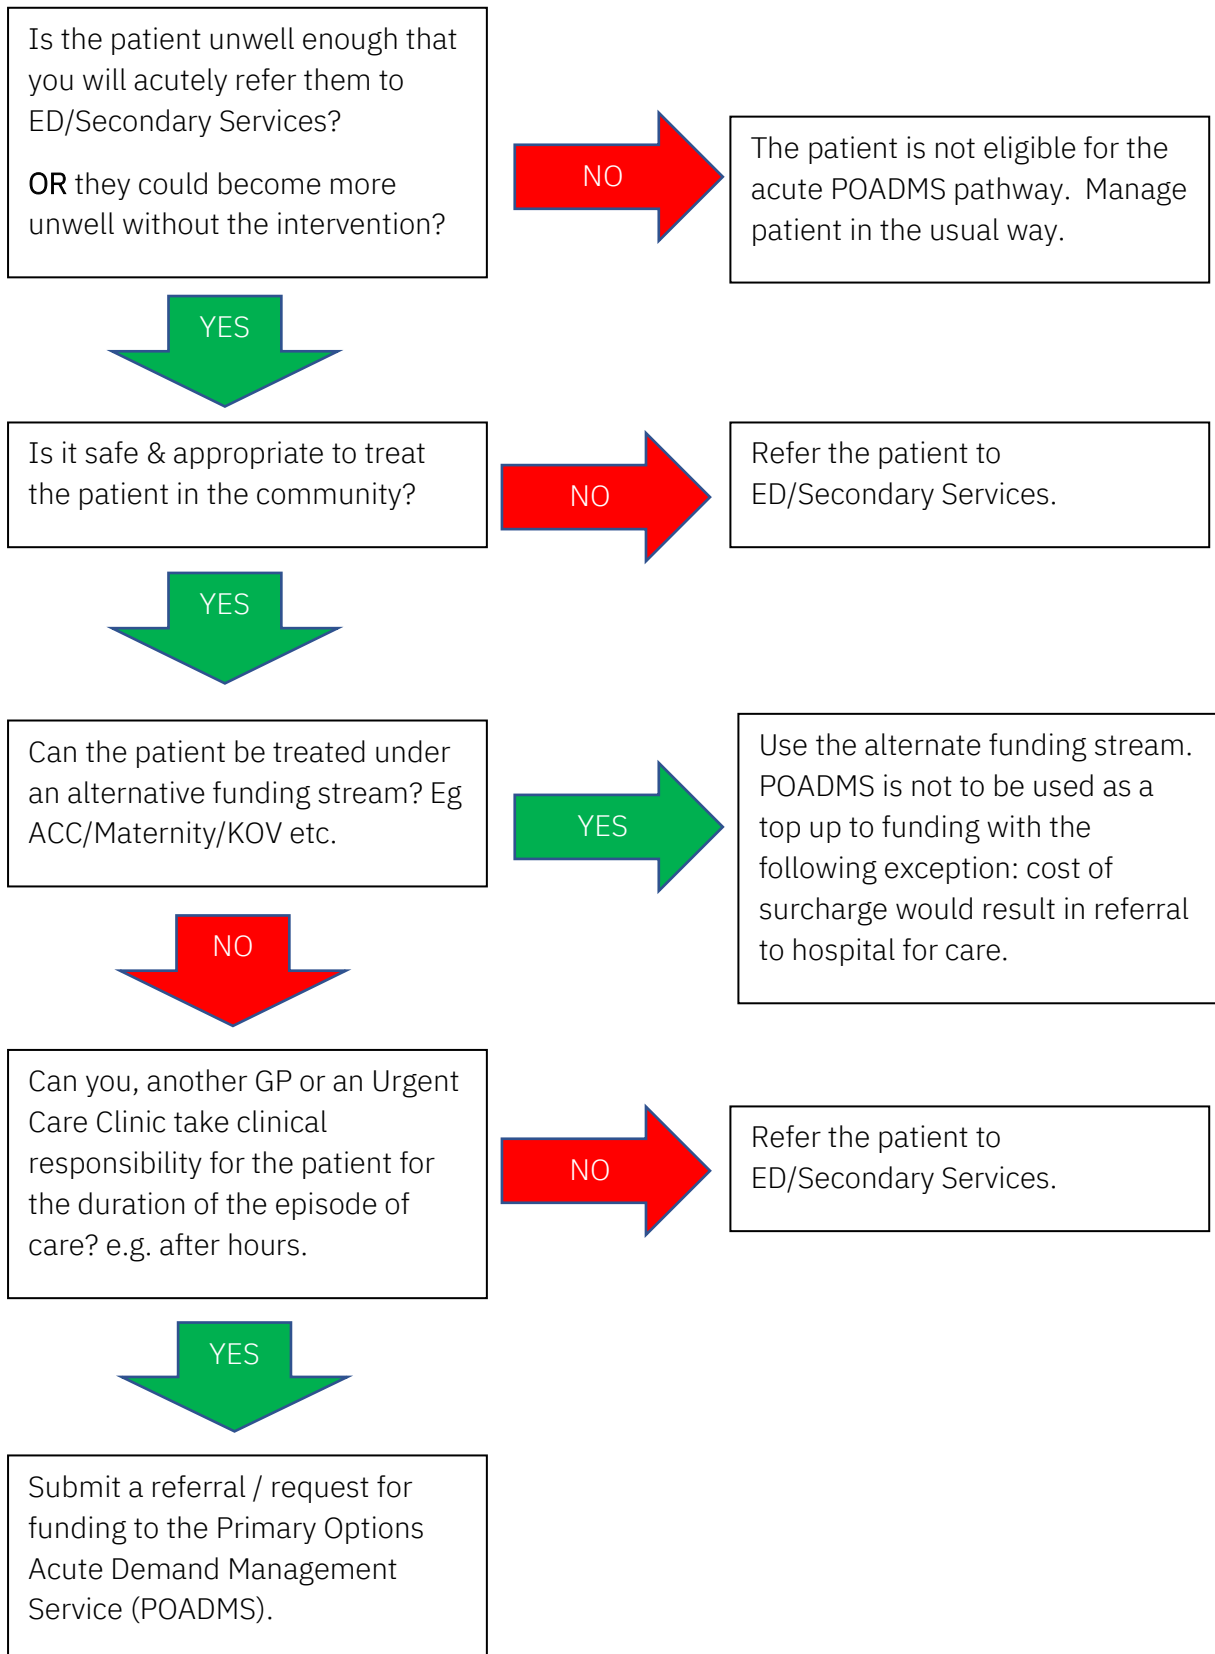 Is the patient unwell enough that
you will acutely refer them to
ED/Secondary Services?
OR they could become more
unwell without the intervention?
NO
The patient is not eligible for the
acute POADMS pathway.  Manage
patient in the usual way.
YES
Is it safe & appropriate to treat
the patient in the community?
NO
Refer the patient to
ED/Secondary Services.
YES
Can the patient be treated under
an alternative funding stream? Eg
ACC/Maternity/KOV etc.
YES
Use the alternate funding stream.
POADMS is not to be used as a
top up to funding with the
following exception: cost of
surcharge would result in referral
to hospital for care.
NO
Can you, another GP or an Urgent
Care Clinic take clinical
responsibility for the patient for
the duration of the episode of
care? e.g. after hours.
NO
Refer the patient to
ED/Secondary Services.
YES
Submit a referral / request for
funding to the Primary Options
Acute Demand Management
Service (POADMS).